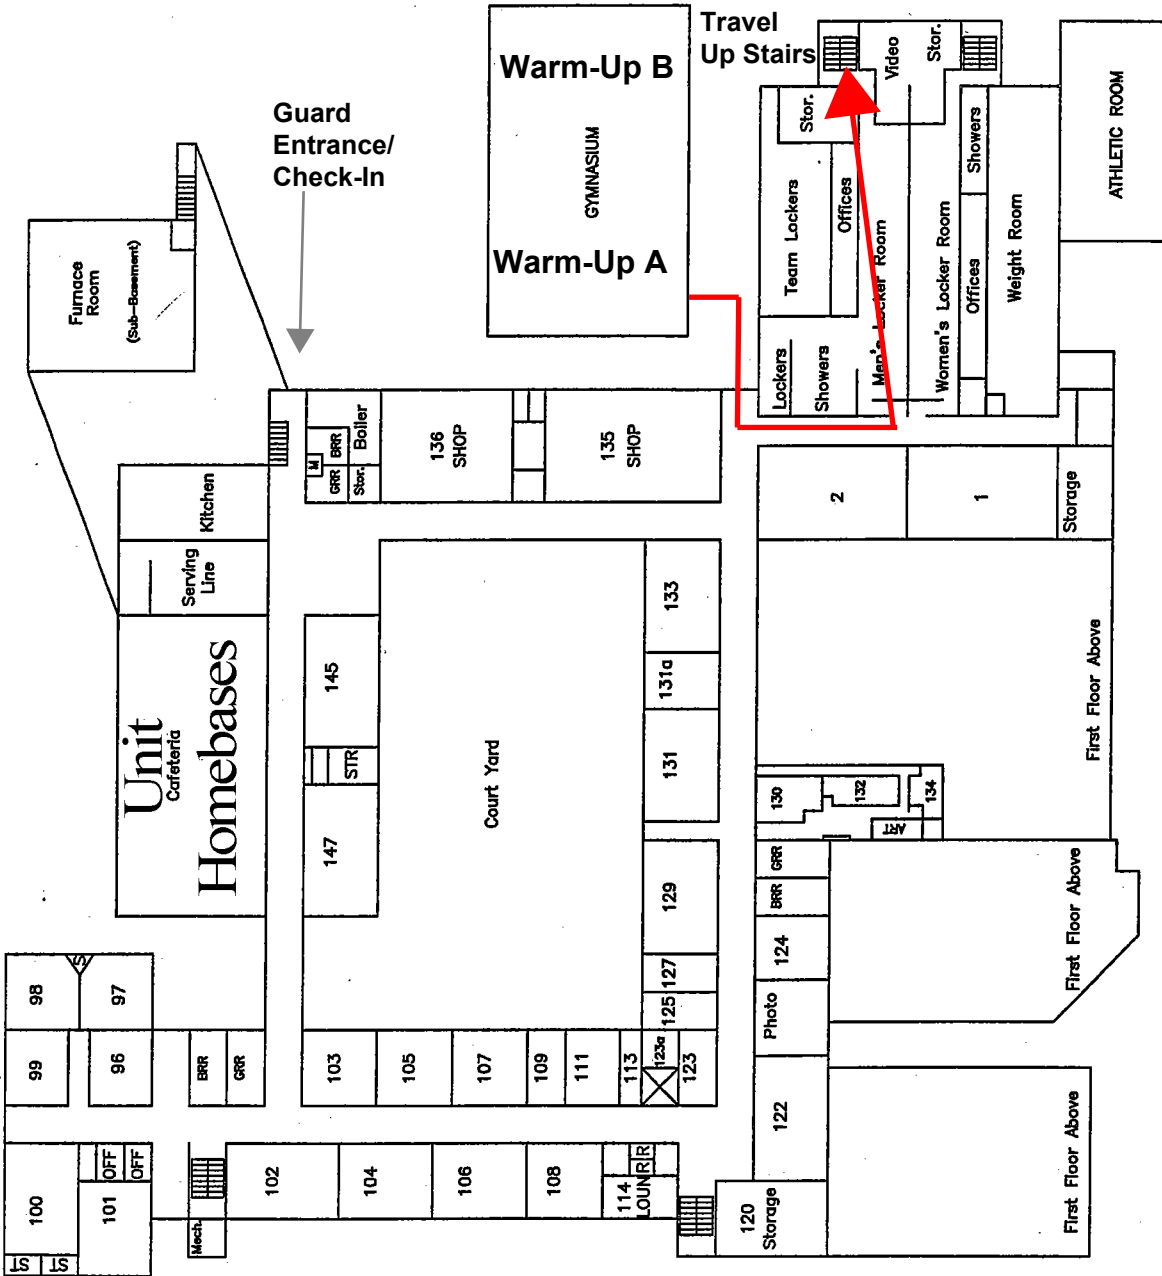 Travel
Up Stairs
Warm-Up B
GYMNASIUM
Warm-Up A
Guard
Entrance/
Check-In
Video
Stor.
Stor.
Team Lockers
Offices
Men's Locker Room
Women's Locker Room
Showers
Offices
Weight Room
ATHLETIC ROOM
Lockers
Showers
Furnace
Room
(Sub-Basement)
Boiler
BRR
M
GRR
Stor.
136
SHOP
135
SHOP
2
1
Storage
Kitchen
Serving
Line
Unit
Cafeteria
Homebases
145
STR
147
Court Yard
133
131a
131
129
127
125
123a
123
First Floor Above
130
132
134
ART
GRR
BRR
124
Photo
122
First Floor Above
First Floor Above
98
97
S
99
96
BRR
GRR
103
105
107
109
111
113
100
OFF
OFF
101
ST
ST
Mech.
102
104
106
108
114
LOUN
R
R
R
120
Storage